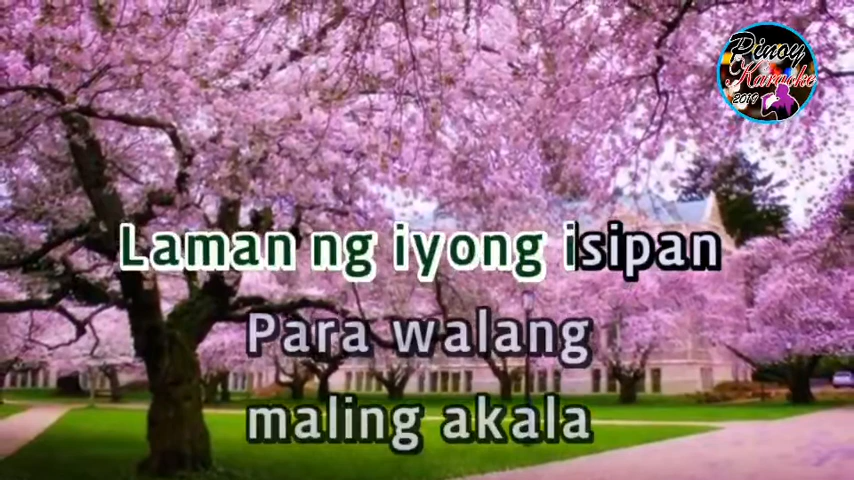 Pinoy
Karaoke
2019
Laman ng iyong isipan
Para walang
maling akala